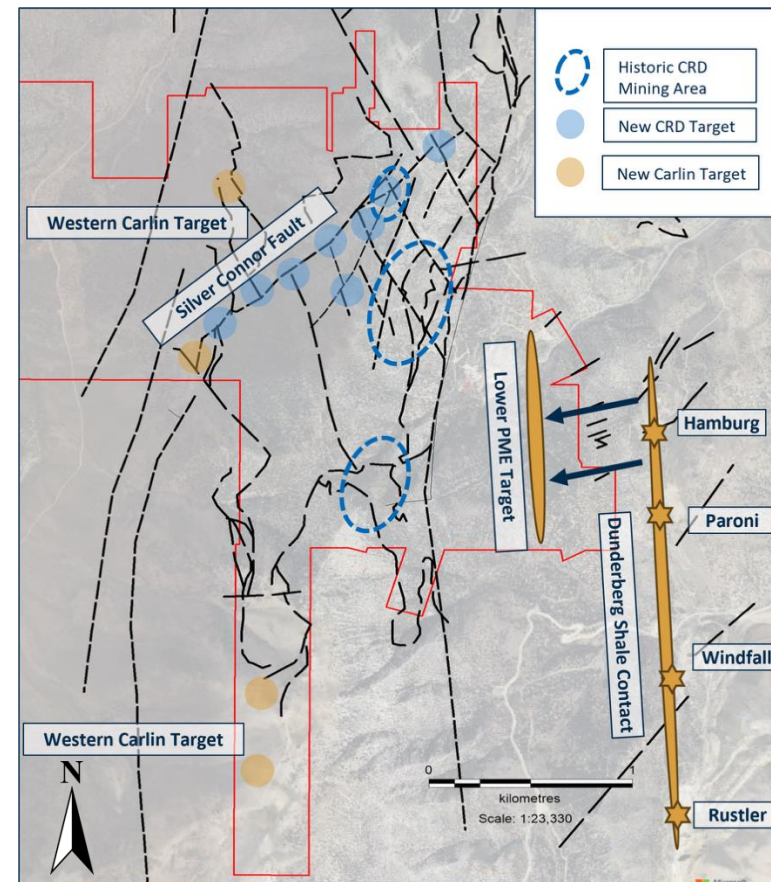 Historic CRD
Mining Area
New CRD Target
New Carlin Target
Western Carlin Target
Silver Connor Fault
Lower PME Target
Hamburg
Paroni
Dunderberg Shale Contact
Windfall
Western Carlin Target
N
0 1
kilometres
Scale: 1:23,330
Rustler